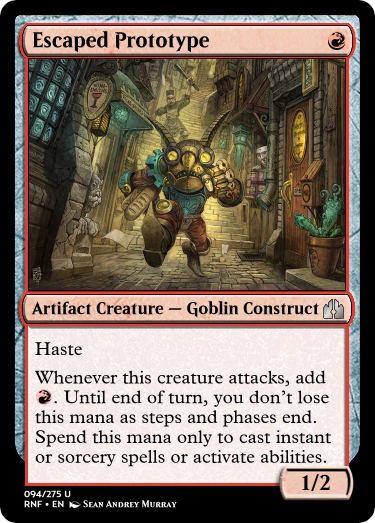 Escaped Prototype
Artifact Creature — Goblin Construct
Haste
Whenever this creature attacks, add
. Until end of turn, you don't lose
this mana as steps and phases end.
Spend this mana only to cast instant
or sorcery spells or activate abilities.
1/2
094/275 U
RNF • EN Sean Andrey Murray